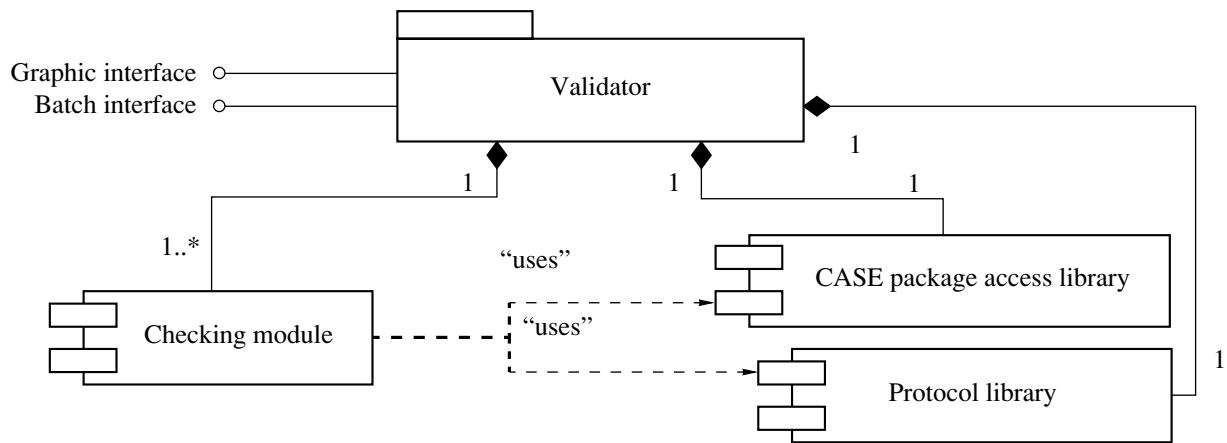 Graphic interface
Batch interface
Validator
1
1
1
1
1..*
“uses”
“uses”
CASE package access library
Checking module
1
Protocol library